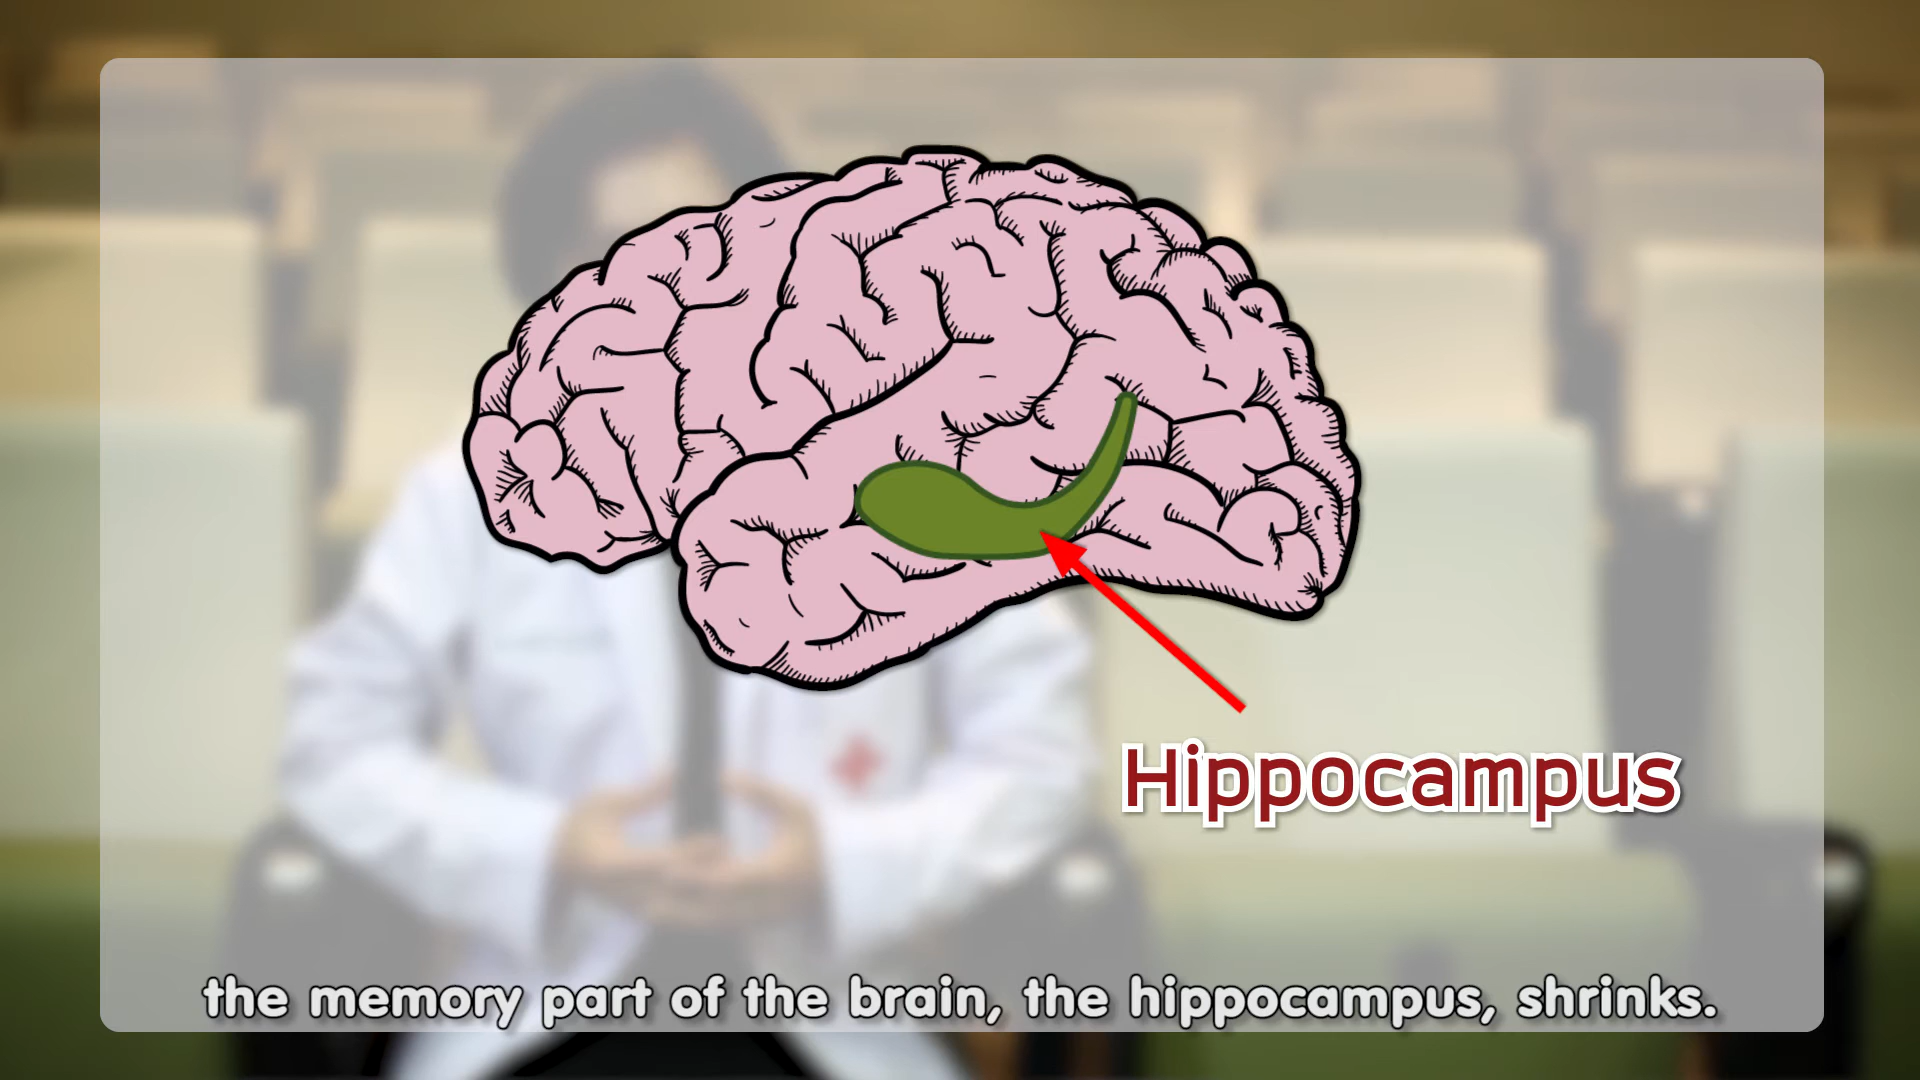 Hippocampus
the memory part of the brain, the hippocampus, shrinks.